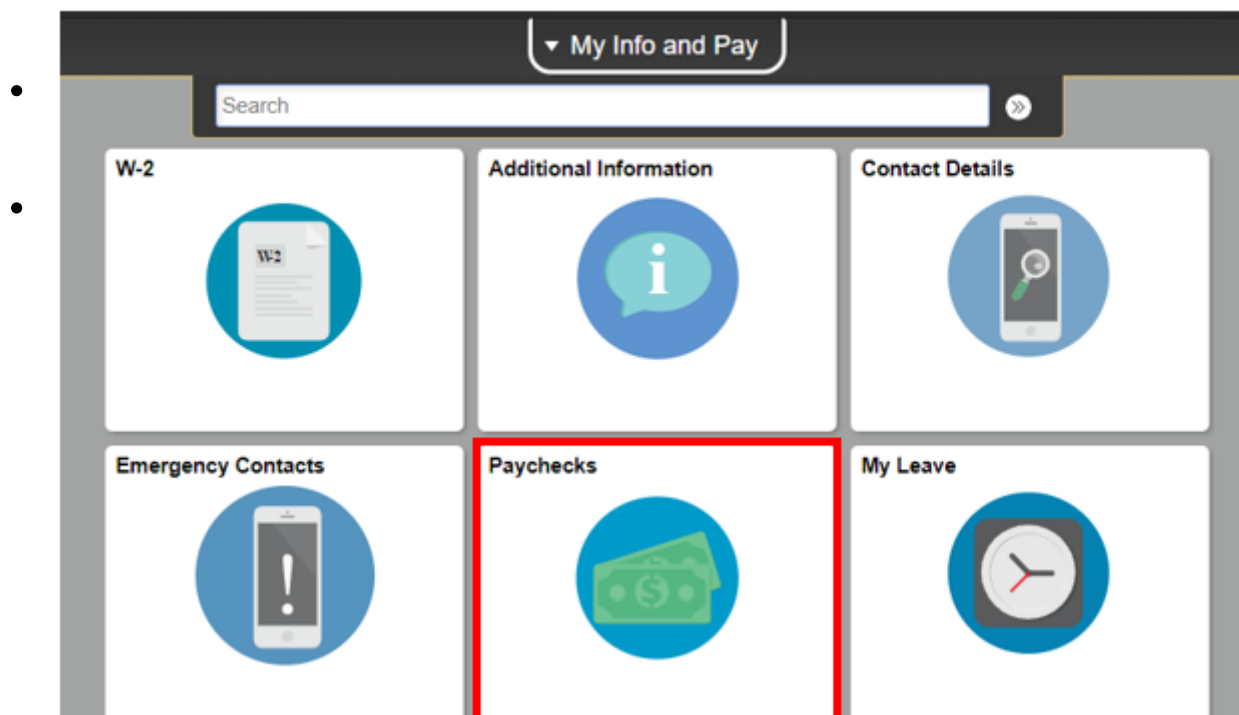 My Info and Pay
Search
W-2
Additional Information
Contact Details
W-2
i
Emergency Contacts
Paychecks
My Leave
!
$